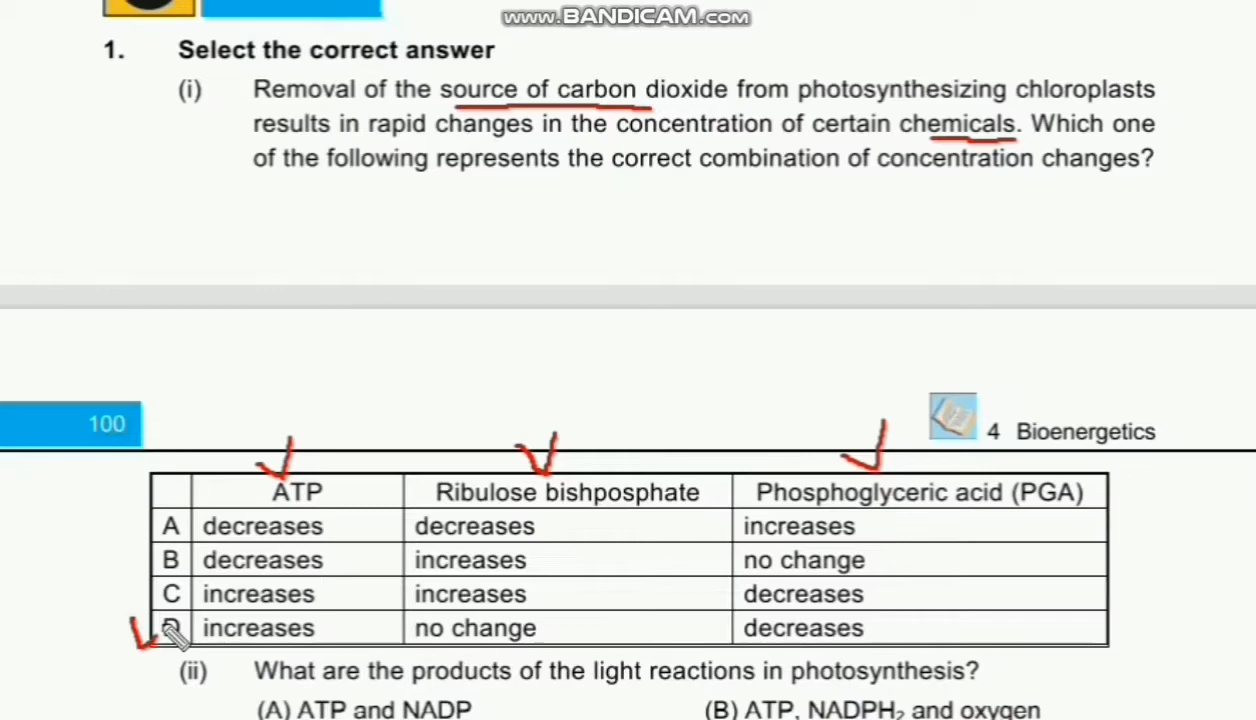 www.BANDICAM.com
1. Select the correct answer
(i) Removal of the source of carbon dioxide from photosynthesizing chloroplasts
results in rapid changes in the concentration of certain chemicals. Which one
of the following represents the correct combination of concentration changes?
100
4 Bioenergetics
ATP Ribulose bishposphate Phosphoglyceric acid (PGA)
A decreases decreases increases
B decreases increases no change
C increases increases decreases
D increases no change decreases
(ii) What are the products of the light reactions in photosynthesis?
(A) ATP and NADP (B) ATP, NADPH₂ and oxygen